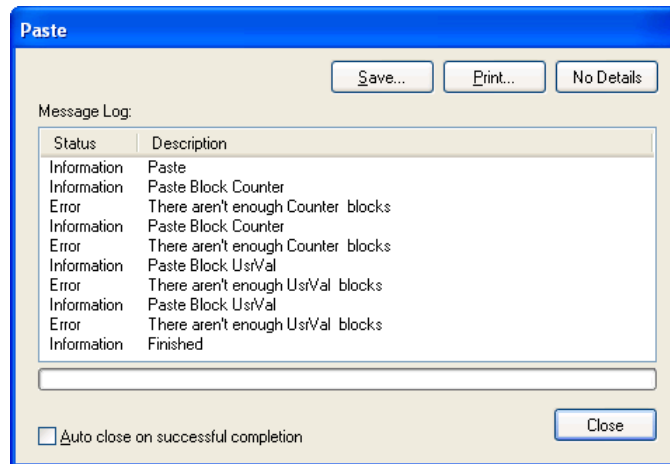 Paste
Save... Print... No Details
Message Log:
Status Description
Information Paste
Information Paste Block Counter
Error There aren't enough Counter blocks
Information Paste Block Counter
Error There aren't enough Counter blocks
Information Paste Block UsrVal
Error There aren't enough UsrVal blocks
Information Paste Block UsrVal
Error There aren't enough UsrVal blocks
Information Finished
Close
Auto close on successful completion